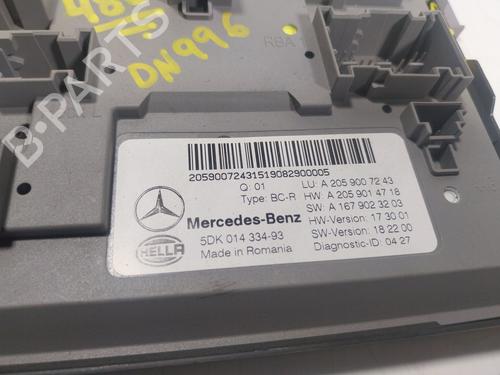 DN996
RBA
L
20590072431519082900005
Q: 01
LU: A 205 900 72 43
Type: BC-R
HW: A 205 901 47 18
SW: A 167 902 32 03
Mercedes-Benz
HW-Version: 17 30 01
5DK 014 334-93
SW-Version: 18 22 00
HELLA
Made in Romania
Diagnostic-ID: 04 27
B-PARTS